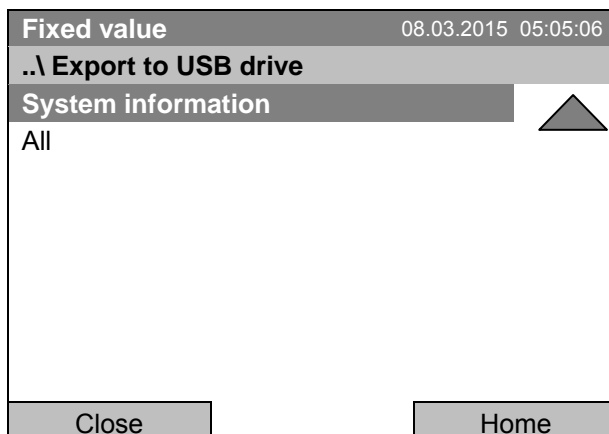 Fixed value 08.03.2015 05:05:06
..\ Export to USB drive
System information
All
Close Home